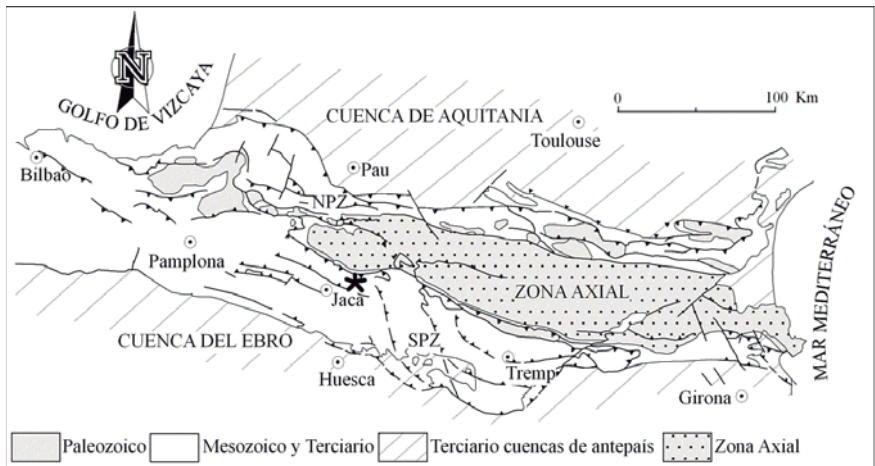 N
GOLFO DE VIZCAYA
CUENCA DE AQUITANIA
0 100 Km
Toulouse
Bilbao
Pau
NPZ
Pamplona
Jaca
ZONA AXIAL
MAR MEDITERRÁNEO
CUENCA DEL EBRO
SPZ
Huesca
Tremp
Girona
Paleozoico
Mesozoico y Terciario
Terciario cuencas de antepaís
Zona Axial